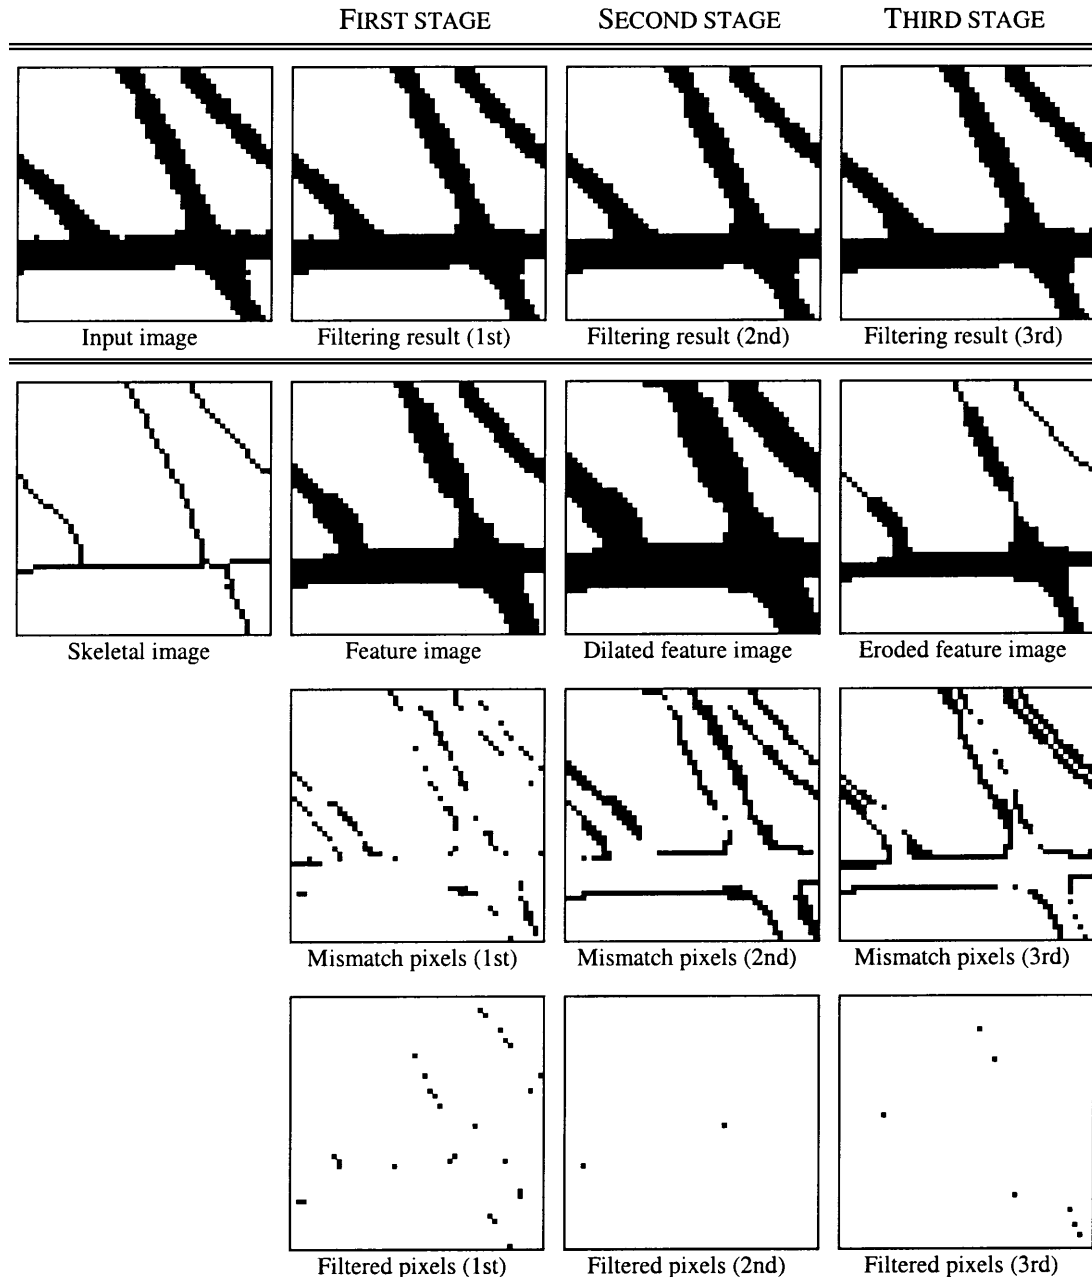 FIRST STAGE SECOND STAGE THIRD STAGE
Input image Filtering result (1st) Filtering result (2nd) Filtering result (3rd)
Skeletal image Feature image Dilated feature image Eroded feature image
Mismatch pixels (1st) Mismatch pixels (2nd) Mismatch pixels (3rd)
Filtered pixels (1st) Filtered pixels (2nd) Filtered pixels (3rd)